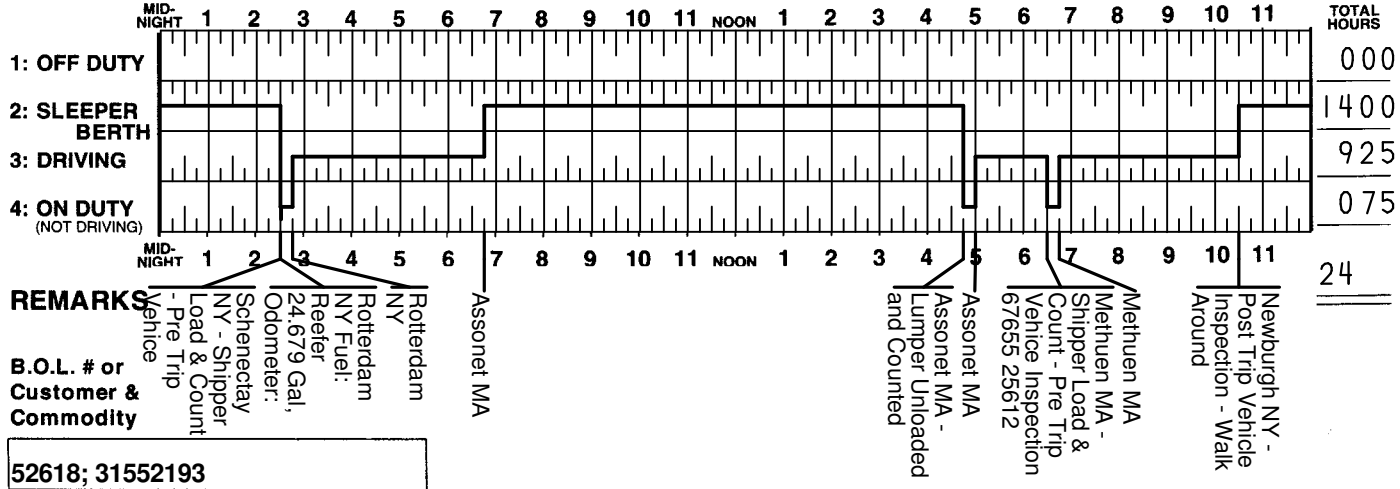 MID-NIGHT 1 2 3 4 5 6 7 8 9 10 11 NOON 1 2 3 4 5 6 7 8 9 10 11 TOTAL HOURS
1: OFF DUTY 000
2: SLEEPER BERTH 1400
3: DRIVING 925
4: ON DUTY 075
(NOT DRIVING)
MID-NIGHT 1 2 3 4 5 6 7 8 9 10 11 NOON 1 2 3 4 5 6 7 8 9 10 11
24
REMARKS
Schenectay
NY - Shipper
Load & Count
- Pre Trip
Vehice
Rotterdam
NY Fuel:
Reefer
24.679 Gal,
Odometer:
Rotterdam
NY
Assonet MA
Assonet MA -
Lumper Unloaded
and Counted
Assonet MA
Methuen MA -
Shipper Load &
Count - Pre Trip
Vehice Inspection
67655 25612
Methuen MA
Newburgh NY -
Post Trip Vehicle
Inspection - Walk
Around
B.O.L. # or
Customer &
Commodity
52618; 31552193